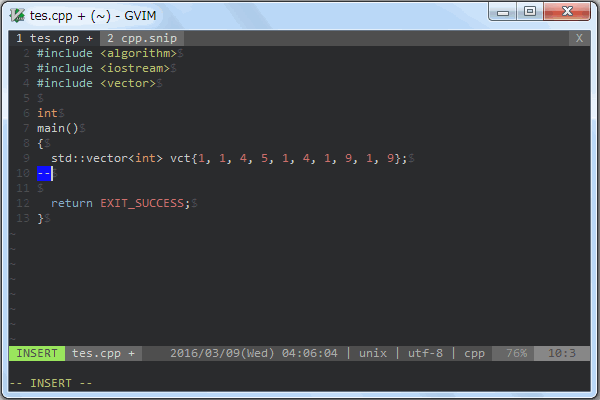 tes.cpp + (~) - GVIM
1 tes.cpp + 2 cpp.snip X
2 #include <algorithm>$
3 #include <iostream>$
4 #include <vector>$
5 $
6 int$
7 main()$
8 {$
9   std::vector<int> vct{1, 1, 4, 5, 1, 4, 1, 9, 1, 9};$
10 --$
11 $
12   return EXIT_SUCCESS;$
13 }$
~
~
~
~
~
~
~
~
INSERT tes.cpp + 2016/03/09(Wed) 04:06:04 | unix | utf-8 | cpp 76% 10:3
-- INSERT --